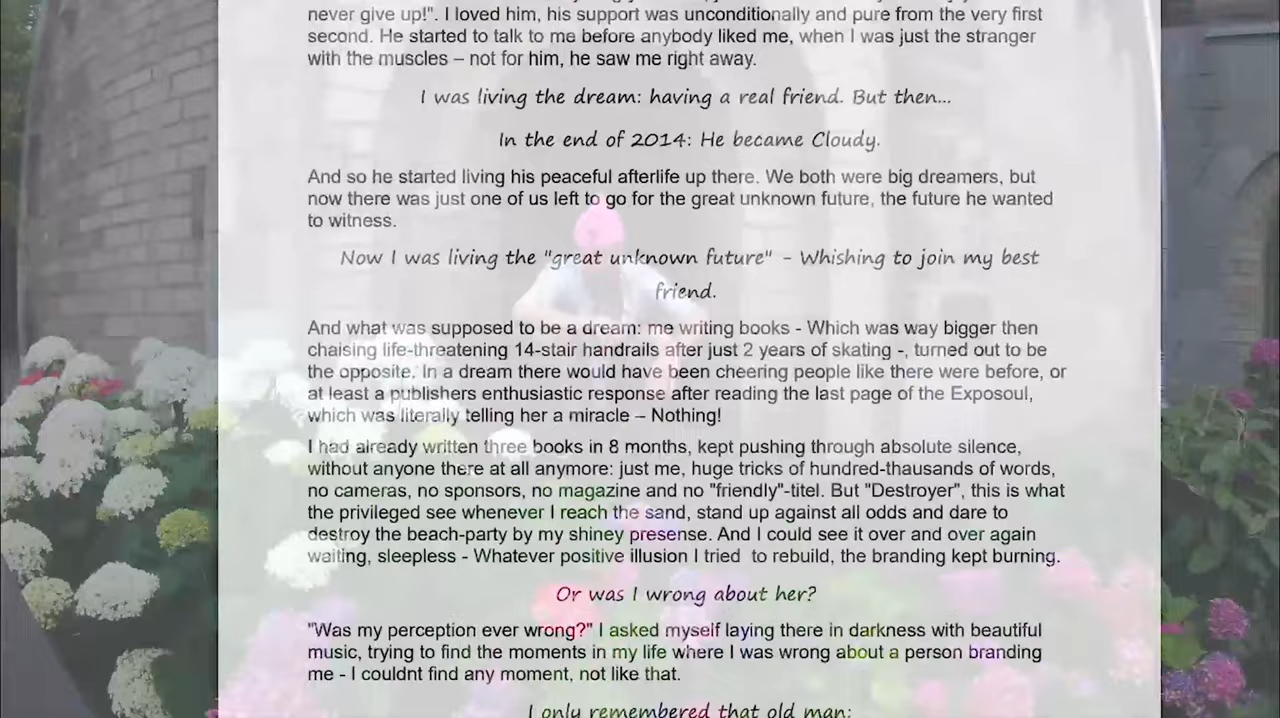 never give up!". I loved him, his support was unconditionally and pure from the very first
second. He started to talk to me before anybody liked me, when I was just the stranger
with the muscles – not for him, he saw me right away.
I was living the dream: having a real friend. But then...
In the end of 2014: He became Cloudy.
And so he started living his peaceful afterlife up there. We both were big dreamers, but
now there was just one of us left to go for the great unknown future, the future he wanted
to witness.
Now I was living the "great unknown future" - Whishing to join my best
friend.
And what was supposed to be a dream: me writing books - Which was way bigger then
chaising life-threatening 14-stair handrails after just 2 years of skating -, turned out to be
the opposite. In a dream there would have been cheering people like there were before, or
at least a publishers enthusiastic response after reading the last page of the Exposoul,
which was literally telling her a miracle – Nothing!
I had already written three books in 8 months, kept pushing through absolute silence,
without anyone there at all anymore: just me, huge tricks of hundred-thausands of words,
no cameras, no sponsors, no magazine and no "friendly"-titel. But "Destroyer", this is what
the privileged see whenever I reach the sand, stand up against all odds and dare to
destroy the beach-party by my shiney presense. And I could see it over and over again
waiting, sleepless - Whatever positive illusion I tried to rebuild, the branding kept burning.
Or was I wrong about her?
"Was my perception ever wrong?" I asked myself laying there in darkness with beautiful
music, trying to find the moments in my life where I was wrong about a person branding
me - I couldnt find any moment, not like that.
I only remembered that old man: